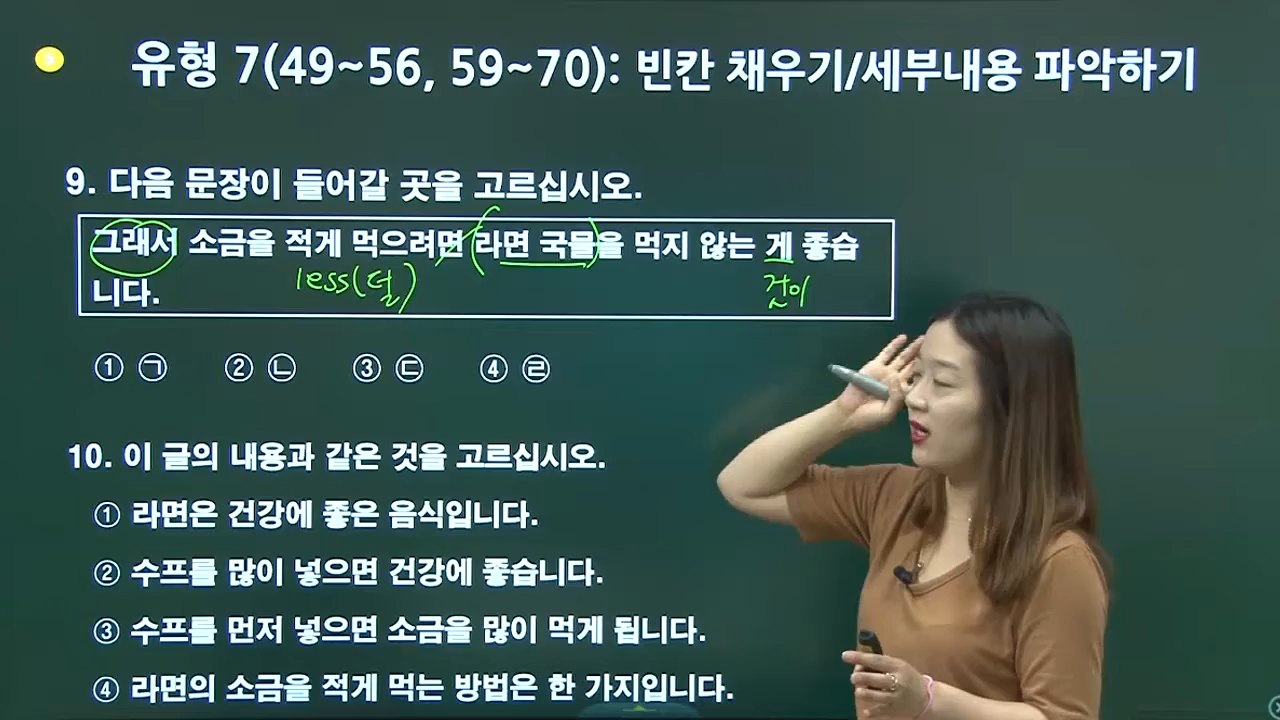 유형 7(49~56, 59~70): 빈칸 채우기/세부내용 파악하기
9. 다음 문장이 들어갈 곳을 고르십시오.
그래서 소금을 적게 먹으려면 라면 국물을 먹지 않는 게 좋습
less(덜) 것이
니다.
① ㉠ ② ㉡ ③ ㉢ ④ ㉣
10. 이 글의 내용과 같은 것을 고르십시오.
① 라면은 건강에 좋은 음식입니다.
② 수프를 많이 넣으면 건강에 좋습니다.
③ 수프를 먼저 넣으면 소금을 많이 먹게 됩니다.
④ 라면의 소금을 적게 먹는 방법은 한 가지입니다.